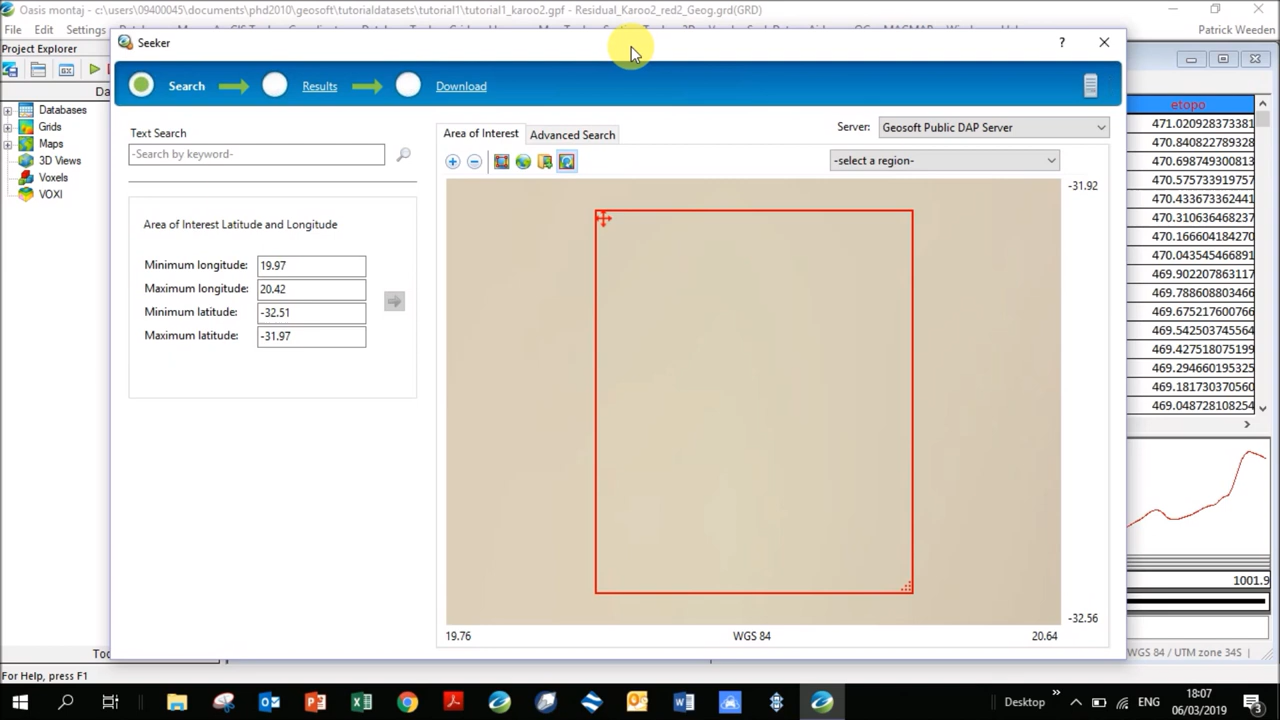 Oasis montaj - c:\users\09400045\documents\phd2010\geosoft\tutorialdatasets\tutorial1\tutorial1_karoo2.gpf - Residual_Karoo2_red2_Geog.grd(GRD)
File Edit Settings
Patrick Weeden
Project Explorer
Seeker
?
Search Results Download
Da
Databases
Grids
Maps
3D Views
Voxels
VOXI
Text Search
-Search by keyword-
Area of Interest Advanced Search
Server: Geosoft Public DAP Server
-select a region-
Area of Interest Latitude and Longitude
Minimum longitude: 19.97
Maximum longitude: 20.42
Minimum latitude: -32.51
Maximum latitude: -31.97
-31.92
-32.56
19.76 WGS 84 20.64
etopo
471.020928373381
470.840822789328
470.698749300813
470.575733919757
470.433673362441
470.310636468237
470.166604184270
470.043545466891
469.902207863117
469.788608803466
469.675217600766
469.542503745564
469.427518075199
469.294660195325
469.181730370560
469.048728108254
1001.9
Too
WGS 84 / UTM zone 34S
For Help, press F1
Desktop
ENG
18:07
06/03/2019
3